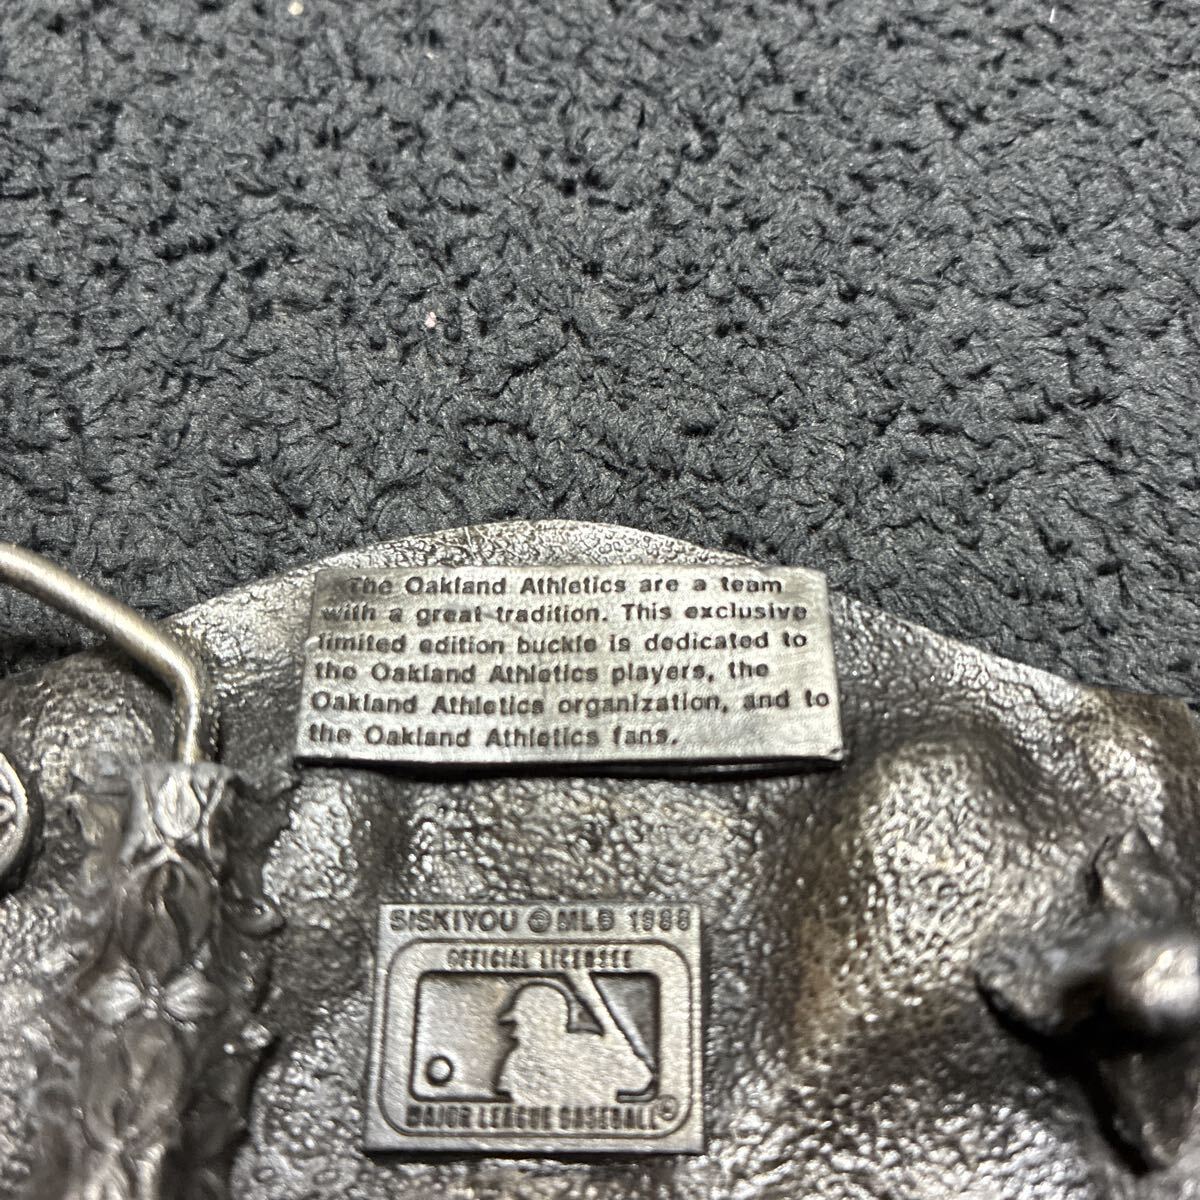 The Oakland Athletics are a team
with a great tradition. This exclusive
limited edition buckle is dedicated to
the Oakland Athletics players, the
Oakland Athletics organization, and to
the Oakland Athletics fans.
SISKIYOU © MLB 1988
OFFICIAL LICENSEE
MAJOR LEAGUE BASEBALL ©